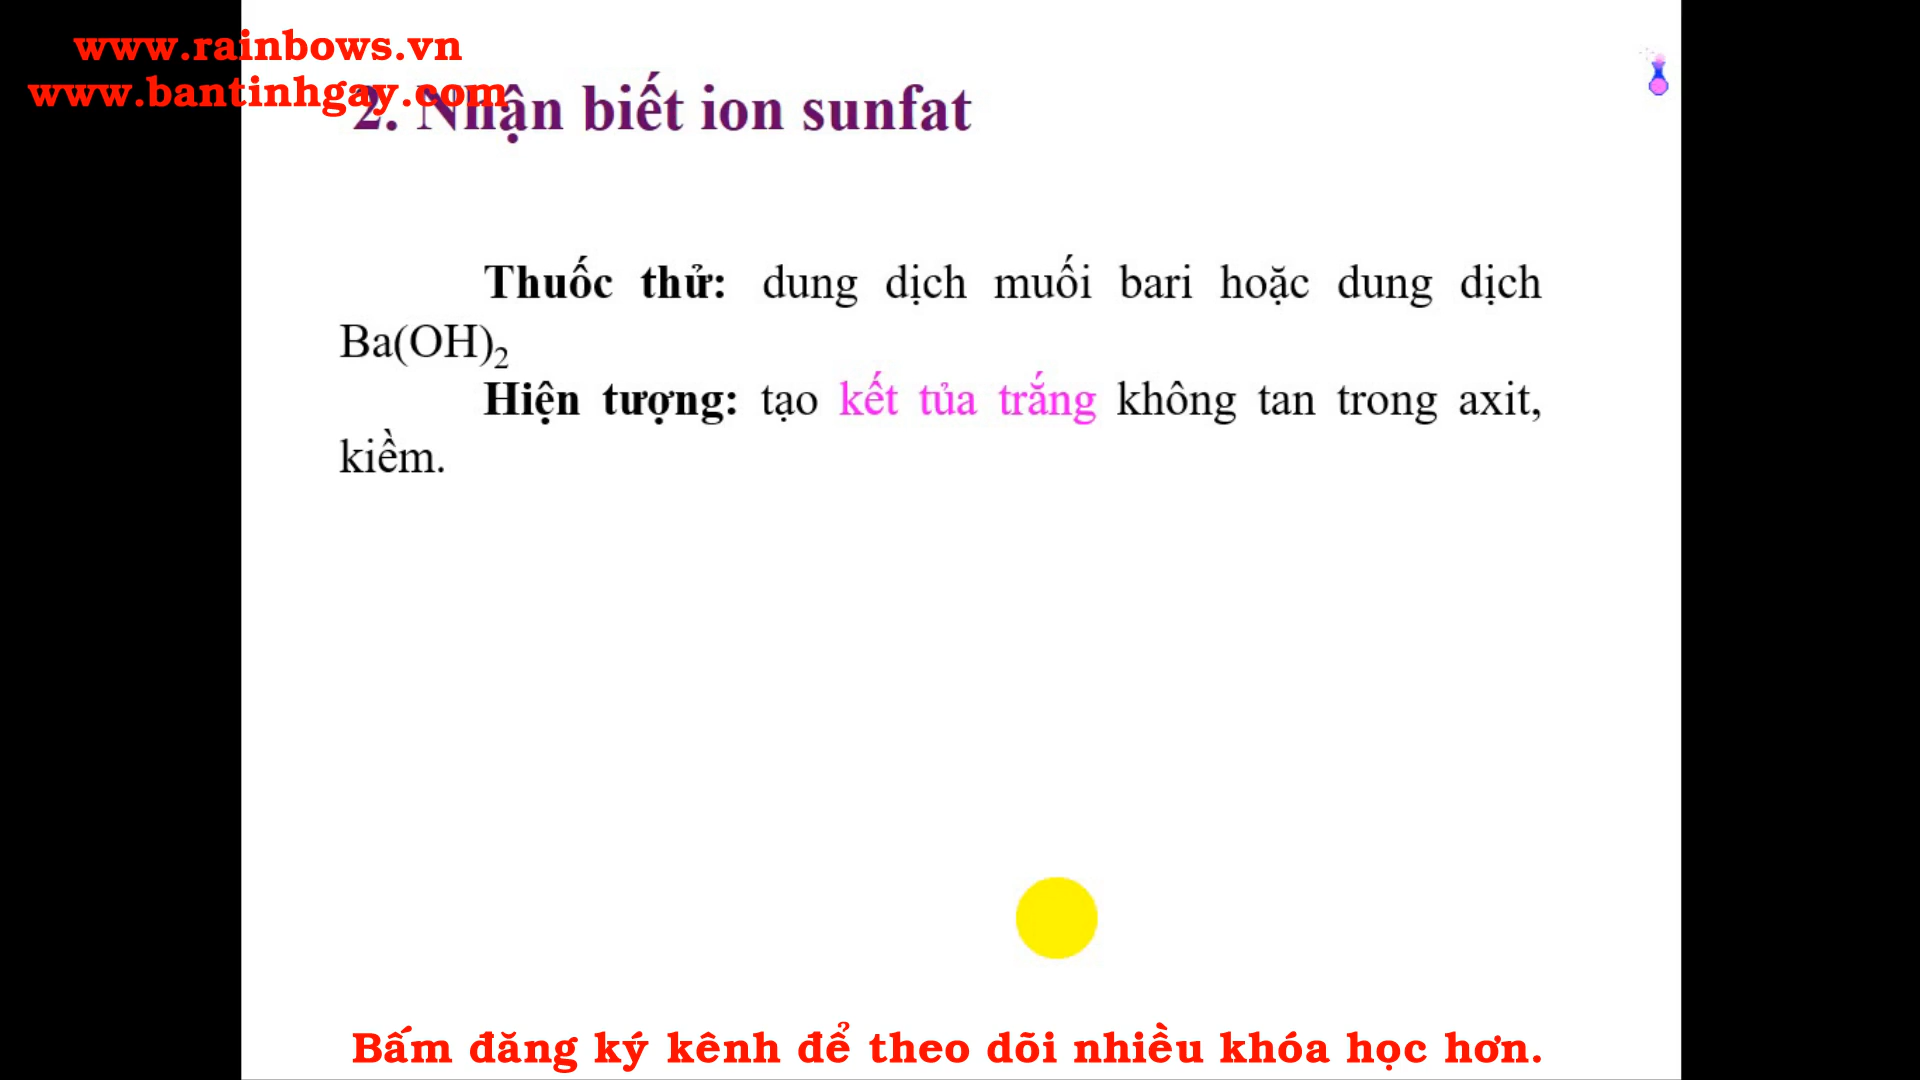 www.rainbows.vn
www.bantinhgay.com
2. Nhận biết ion sunfat
Thuốc thử: dung dịch muối bari hoặc dung dịch
Ba(OH)₂
Hiện tượng: tạo kết tủa trắng không tan trong axit,
kiềm.
Bấm đăng ký kênh để theo dõi nhiều khóa học hơn.